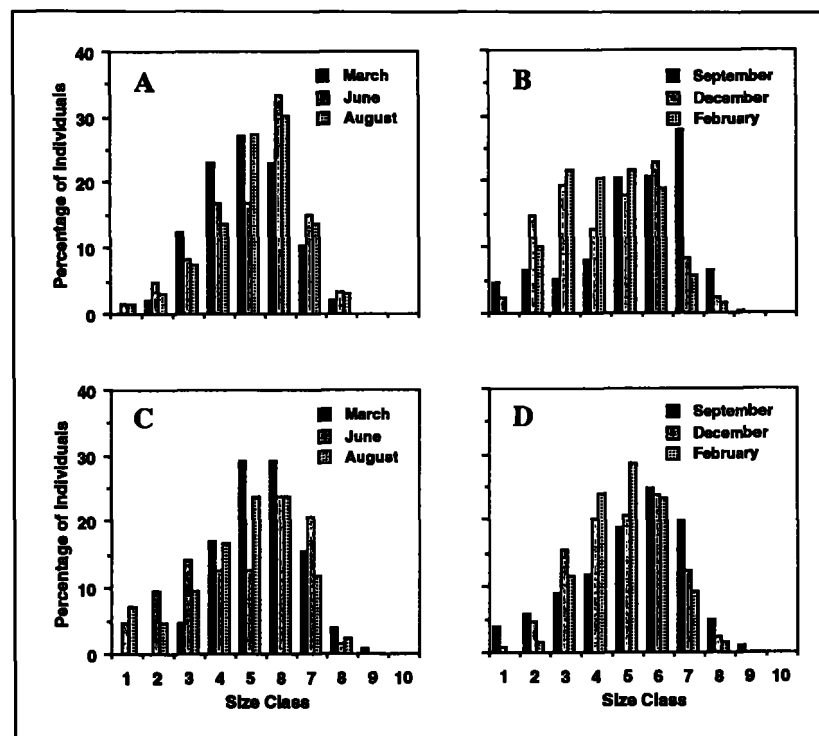 Percentage of Individuals
40
30
20
10
0
A
March
June
August
B
September
December
February
Percentage of Individuals
40
30
20
10
0
C
March
June
August
1 2 3 4 5 6 7 8 9 10
Size Class
D
September
December
February
1 2 3 4 5 6 7 8 9 10
Size Class